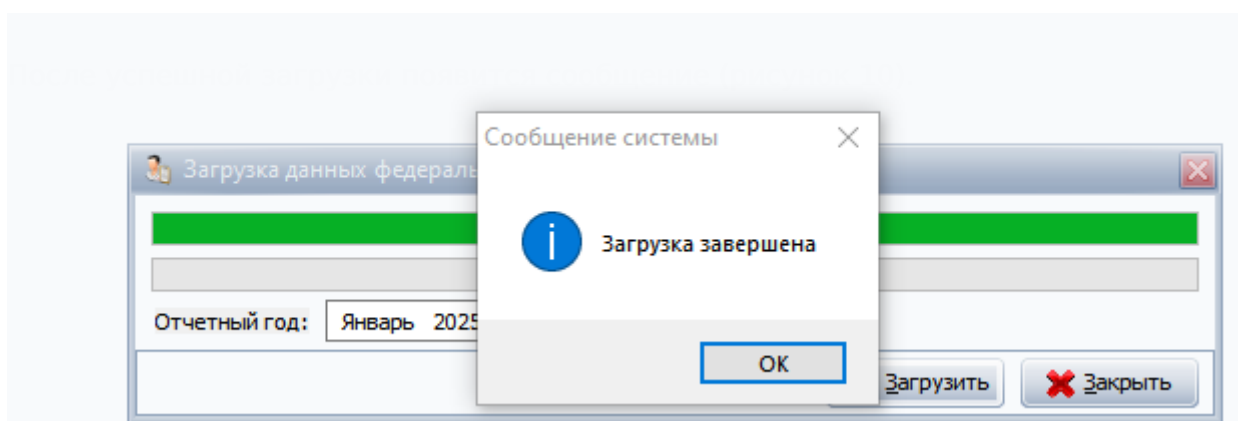 Сообщение системы
Загрузка данных федераль
Загрузка завершена
Отчетный год: Январь 2025
OK
Загрузить
Закрыть